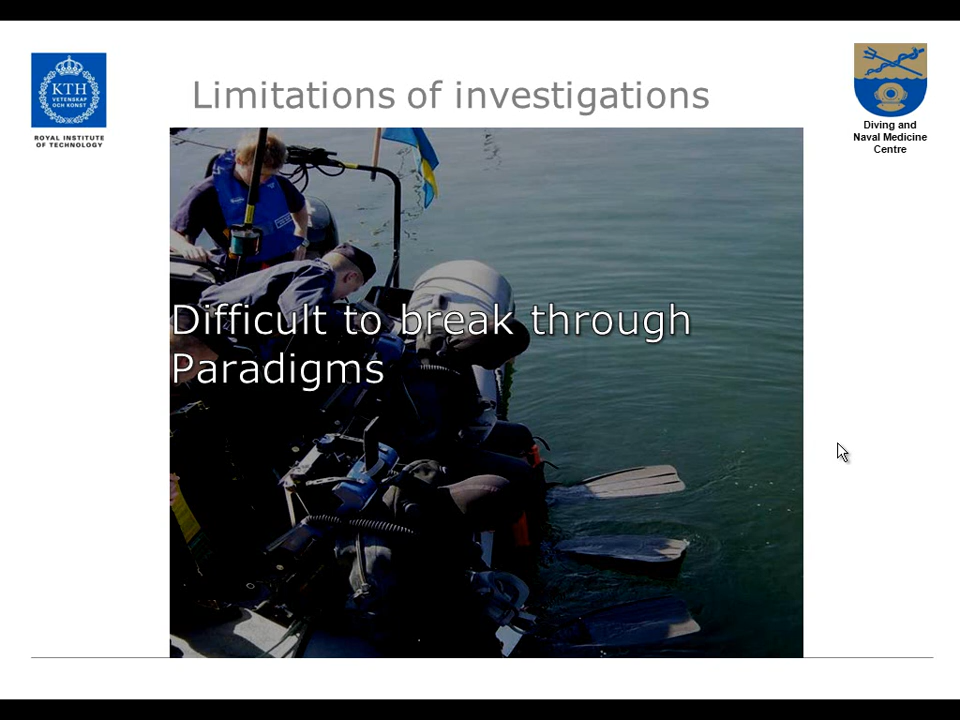 Limitations of investigations
KTH
VETENSKAP
OCH KONST
ROYAL INSTITUTE
OF TECHNOLOGY
Diving and
Naval Medicine
Centre
Difficult to break through
Paradigms